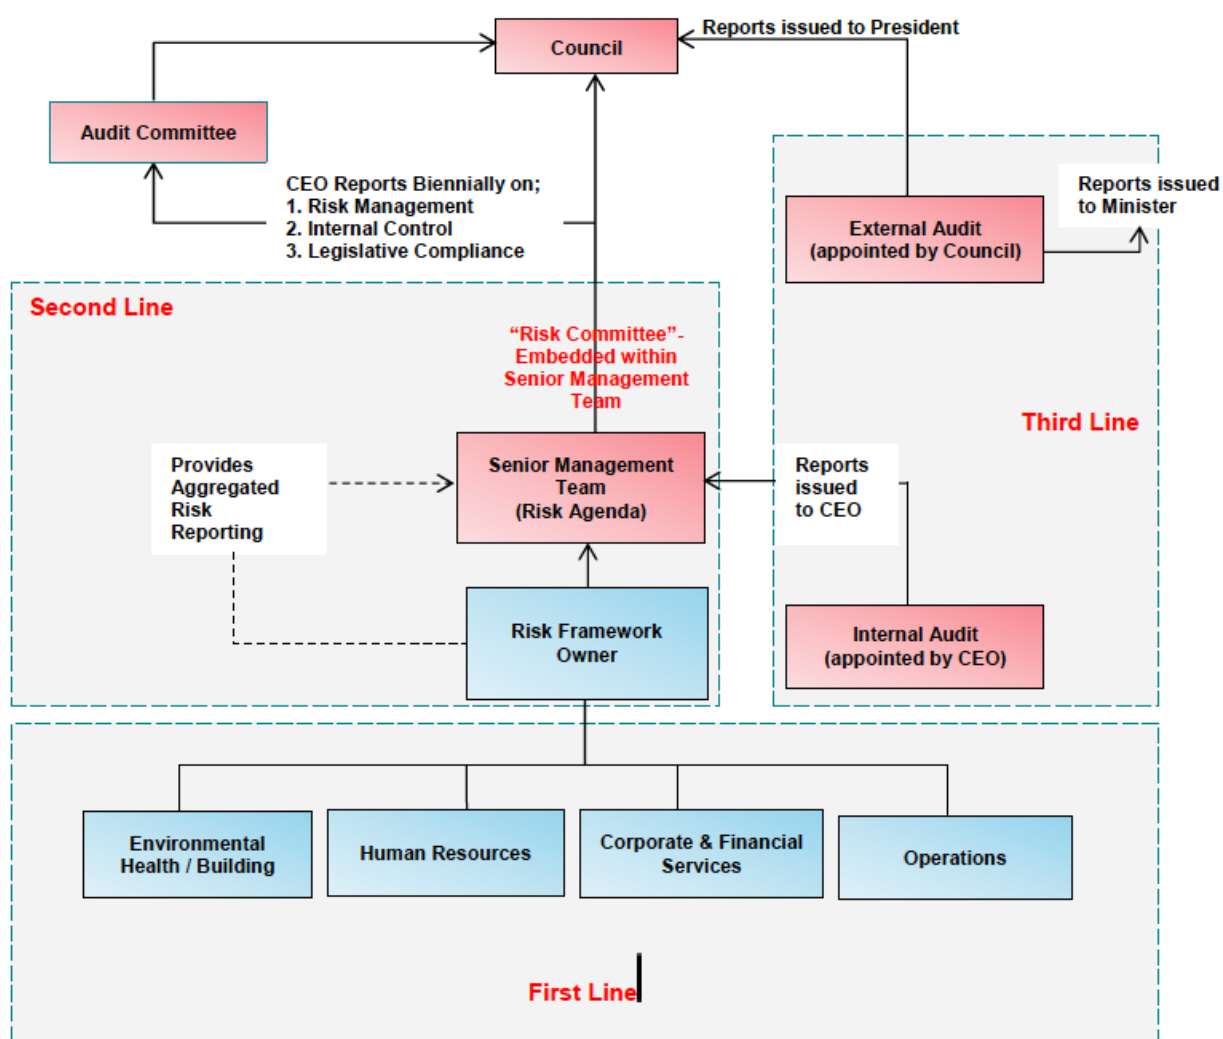 Reports issued to President
Council
Audit Committee
CEO Reports Biennially on;
1. Risk Management
2. Internal Control
3. Legislative Compliance
Reports issued
to Minister
External Audit
(appointed by Council)
Second Line
“Risk Committee”-
Embedded within
Senior Management
Team
Third Line
Provides
Aggregated
Risk
Reporting
Senior Management
Team
(Risk Agenda)
Reports
issued
to CEO
Risk Framework
Owner
Internal Audit
(appointed by CEO)
Environmental
Health / Building
Human Resources
Corporate & Financial
Services
Operations
First Line